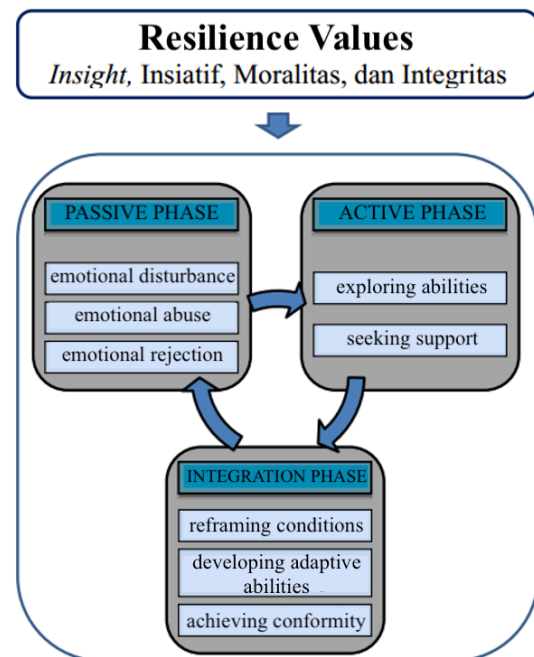 Resilience Values
Insight, Insiatif, Moralitas, dan Integritas
PASSIVE PHASE
emotional disturbance
emotional abuse
emotional rejection
ACTIVE PHASE
exploring abilities
seeking support
INTEGRATION PHASE
reframing conditions
developing adaptive
abilities
achieving conformity